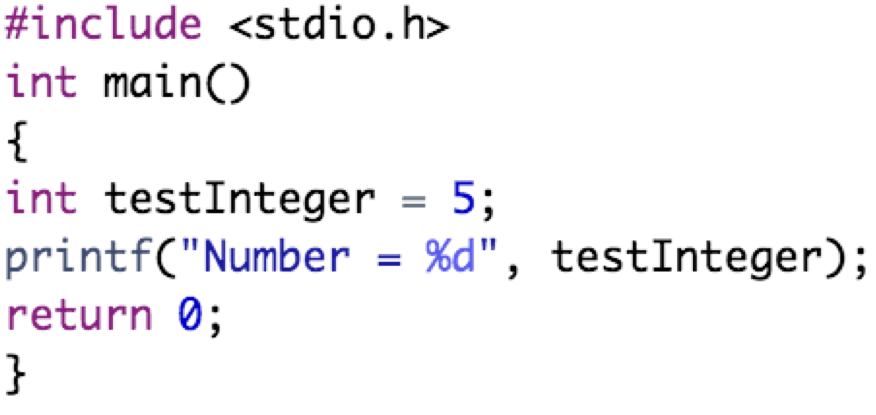 #include <stdio.h>
int main()
{
int testInteger = 5;
printf("Number = %d", testInteger);
return 0;
}